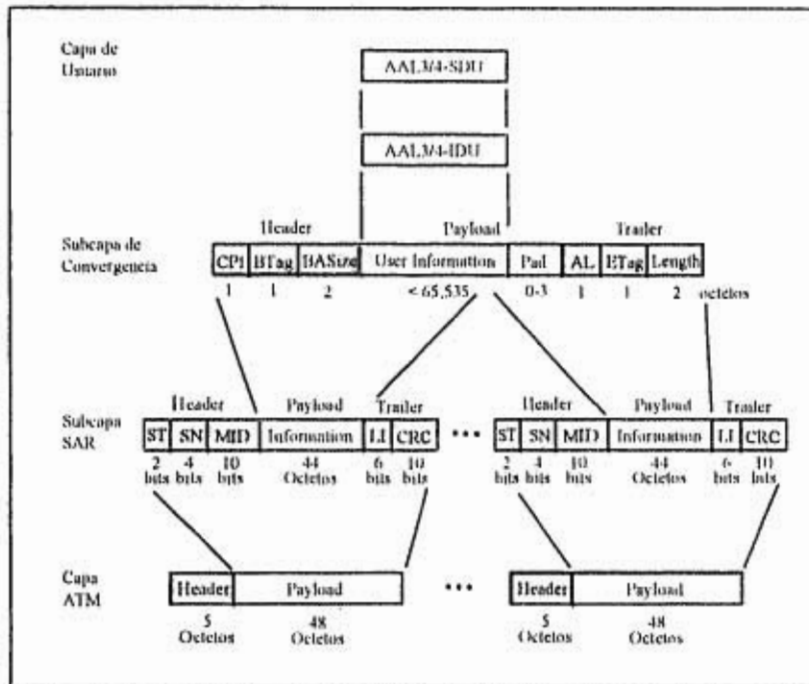 Capa de
Usuario
AAL3/4-SDU
AAL3/4-IDU
Header
Payload
Trailer
Subcapa de
Convergencia
CPI BTag BASize User Information Pad AL ETag Length
1 1 2 < 65,535 0-3 1 1 2 octetos
Header Payload Trailer Header Payload Trailer
Subcapa
SAR
ST SN MID Information LI CRC ••• ST SN MID Information LI CRC
2 4 10 44 6 10 2 4 10 44 6 10
bits bits bits Octetos bits bits bits bits bits Octetos bits bits
Capa
ATM
Header Payload ••• Header Payload
5 48 5 48
Octetos Octetos Octetos Octetos